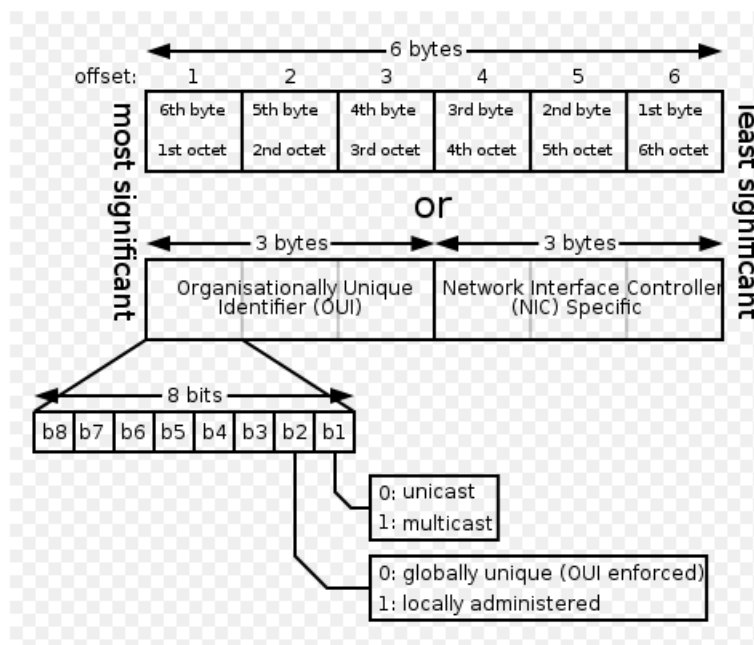 6 bytes
offset: 1 2 3 4 5 6
6th byte 5th byte 4th byte 3rd byte 2nd byte 1st byte
1st octet 2nd octet 3rd octet 4th octet 5th octet 6th octet
most significant
least significant
or
3 bytes 3 bytes
Organisationally Unique
Identifier (OUI)
Network Interface Controller
(NIC) Specific
8 bits
b8 b7 b6 b5 b4 b3 b2 b1
0: unicast
1: multicast
0: globally unique (OUI enforced)
1: locally administered